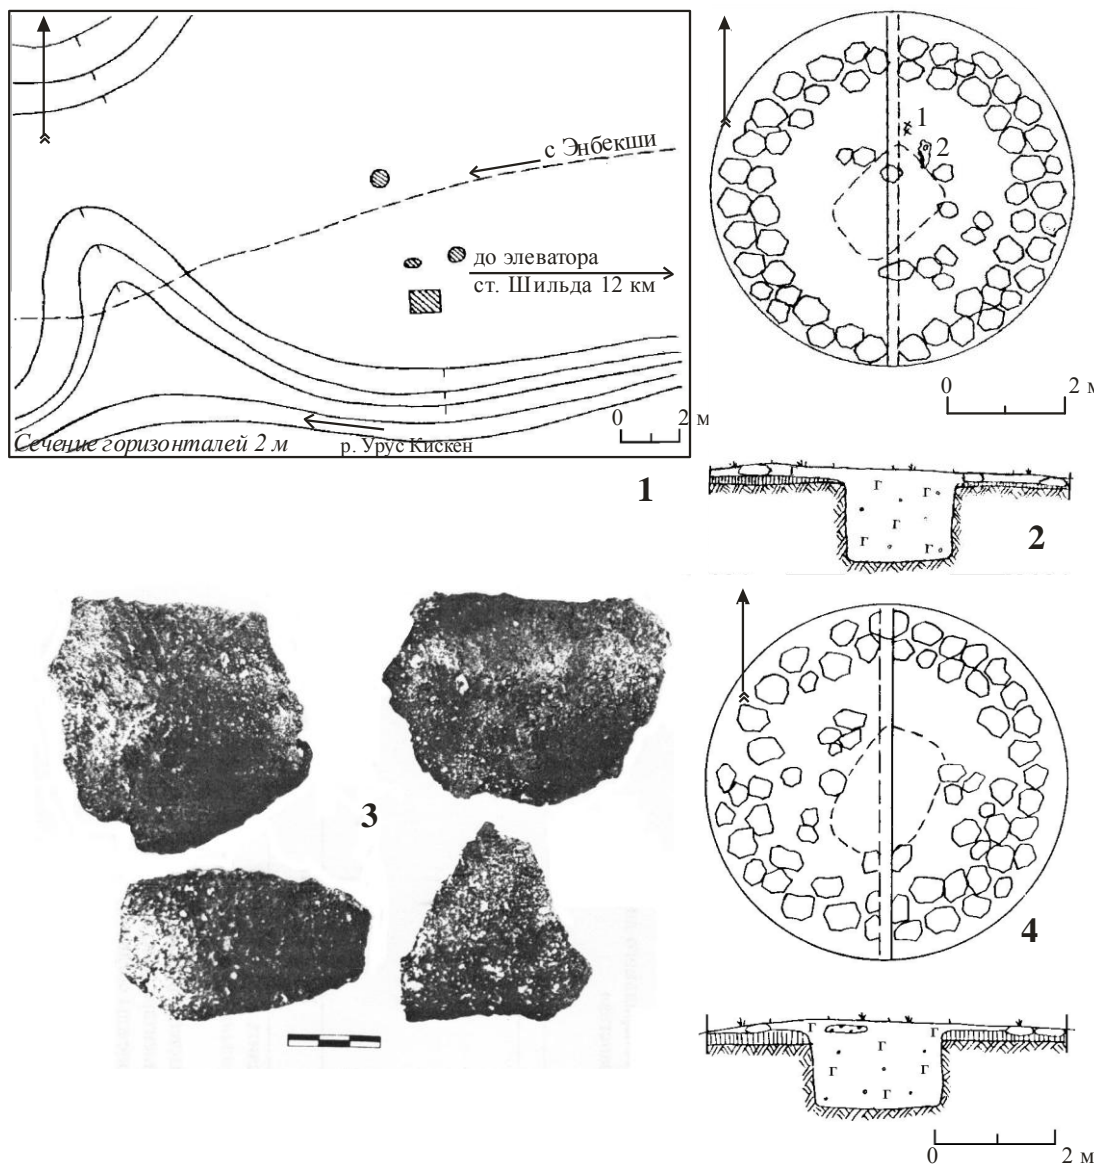 с Энбекши
до элеватора
ст. Шильда 12 км
0 2 м
Сечение горизонталей 2 м
р. Урус Кискен
1
1
2
0 2 м
Г
Г
Г
Г
Г
2
3
4
Г
Г
Г
Г
Г
Г
Г
0 2 м